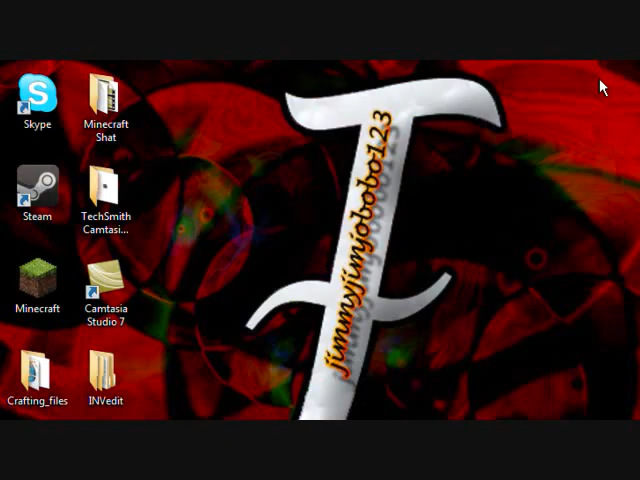 Skype
Minecraft
Shat
Steam
TechSmith
Camtasi...
Minecraft
Camtasia
Studio 7
Crafting_files
INVedit
jimmyjimjobobo123